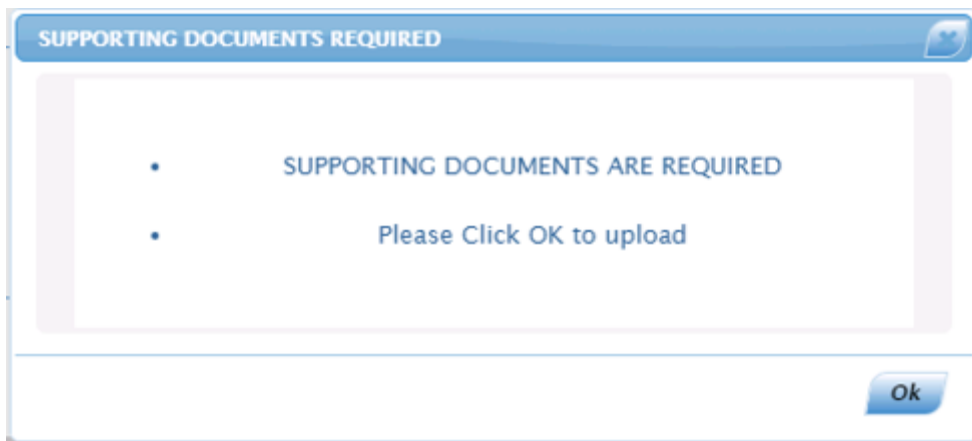 SUPPORTING DOCUMENTS REQUIRED
• SUPPORTING DOCUMENTS ARE REQUIRED
• Please Click OK to upload
Ok